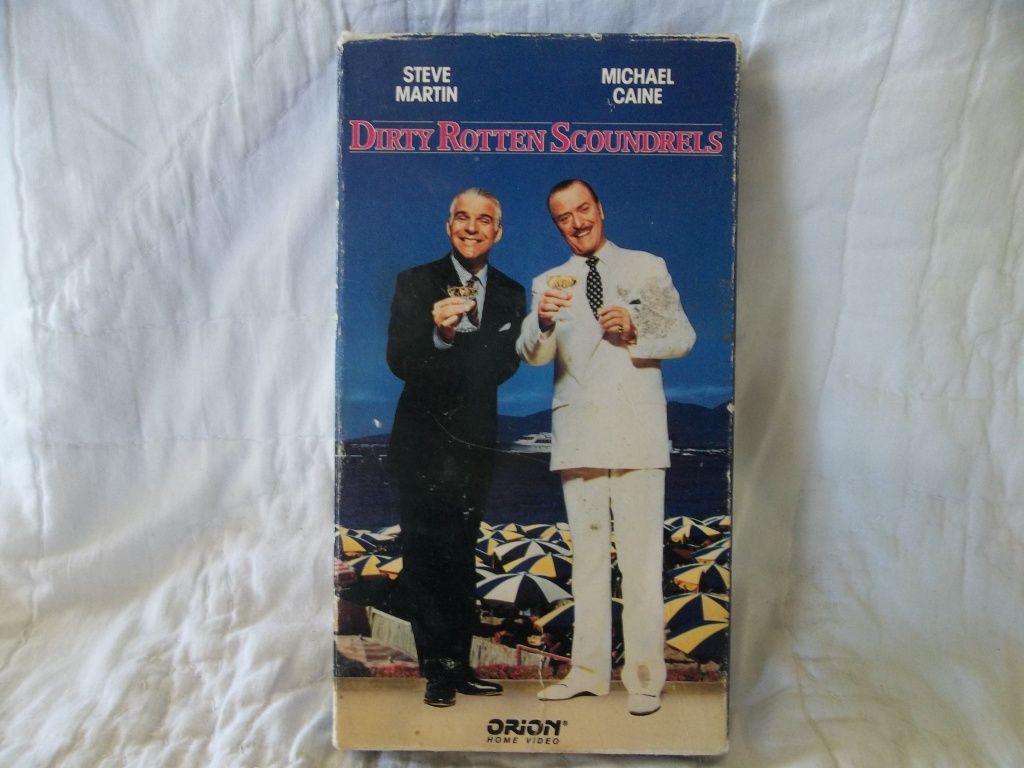 STEVE
MARTIN
MICHAEL
CAINE
DIRTY ROTTEN SCOUNDRELS
ORION®
HOME VIDEO